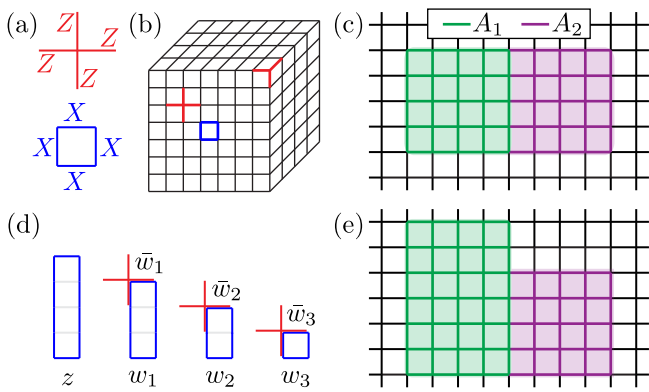 (a)
Z
Z
Z
Z
X
X
X
X
(b)
(c)
A₁
A₂
(d)
z
w̄₁
w₁
w̄₂
w₂
w̄₃
w₃
(e)